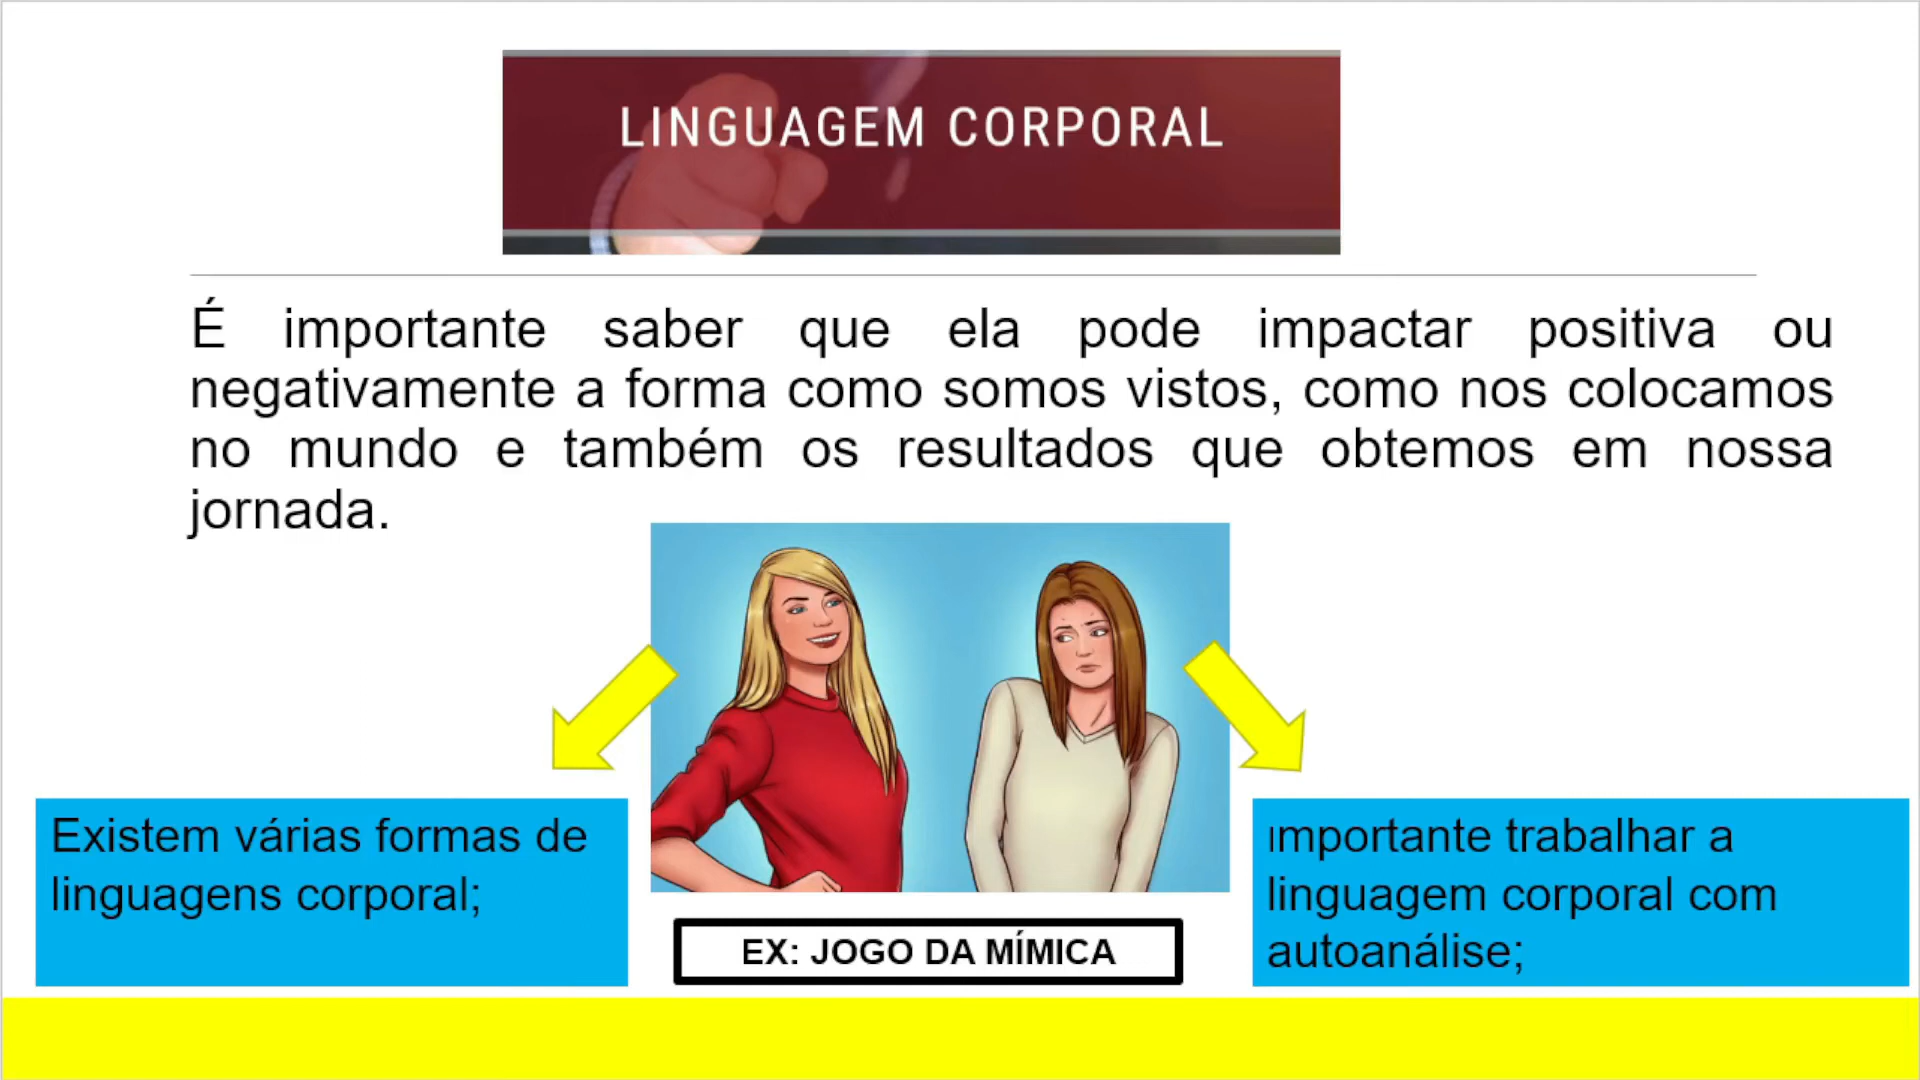 LINGUAGEM CORPORAL
É importante saber que ela pode impactar positiva ou
negativamente a forma como somos vistos, como nos colocamos
no mundo e também os resultados que obtemos em nossa
jornada.
Existem várias formas de
linguagens corporal;
Importante trabalhar a
linguagem corporal com
autoanálise;
EX: JOGO DA MÍMICA